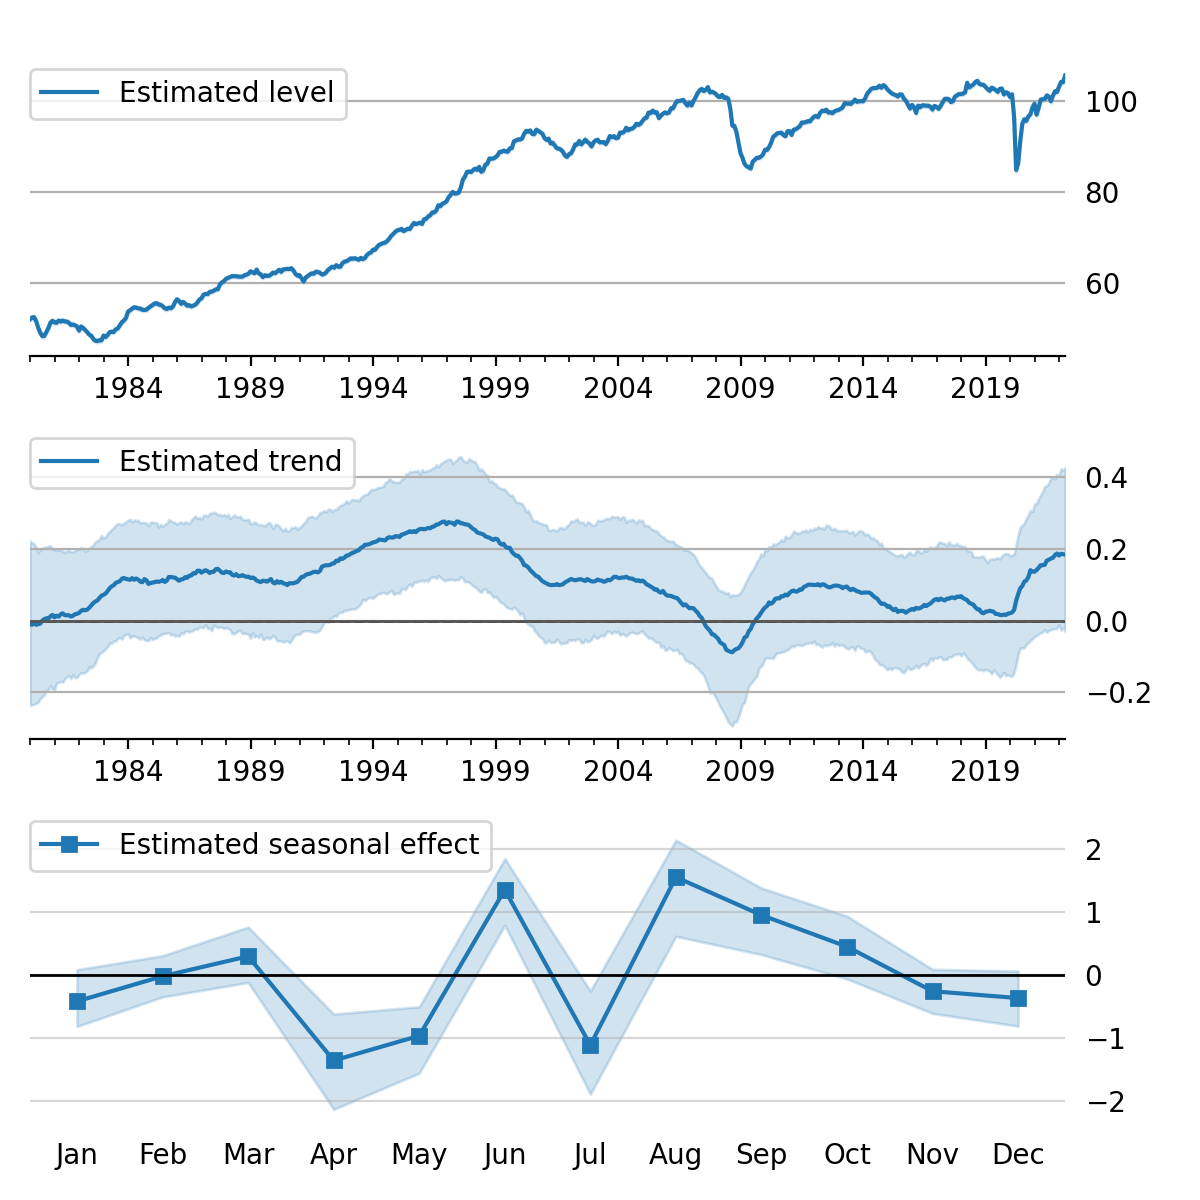 Estimated level
100
80
60
1984 1989 1994 1999 2004 2009 2014 2019
Estimated trend
0.4
0.2
0.0
−0.2
1984 1989 1994 1999 2004 2009 2014 2019
Estimated seasonal effect
2
1
0
−1
−2
Jan Feb Mar Apr May Jun Jul Aug Sep Oct Nov Dec